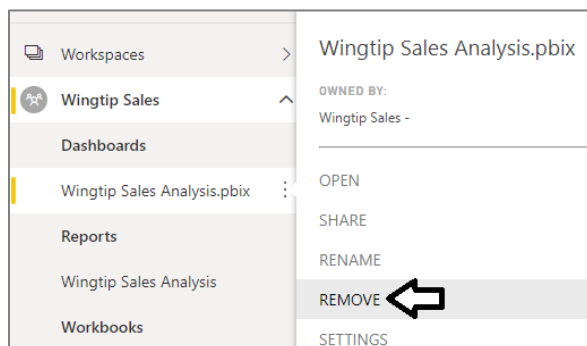 Workspaces
Wingtip Sales
Dashboards
Wingtip Sales Analysis.pbix
Reports
Wingtip Sales Analysis
Workbooks
Wingtip Sales Analysis.pbix
OWNED BY:
Wingtip Sales -
OPEN
SHARE
RENAME
REMOVE
SETTINGS